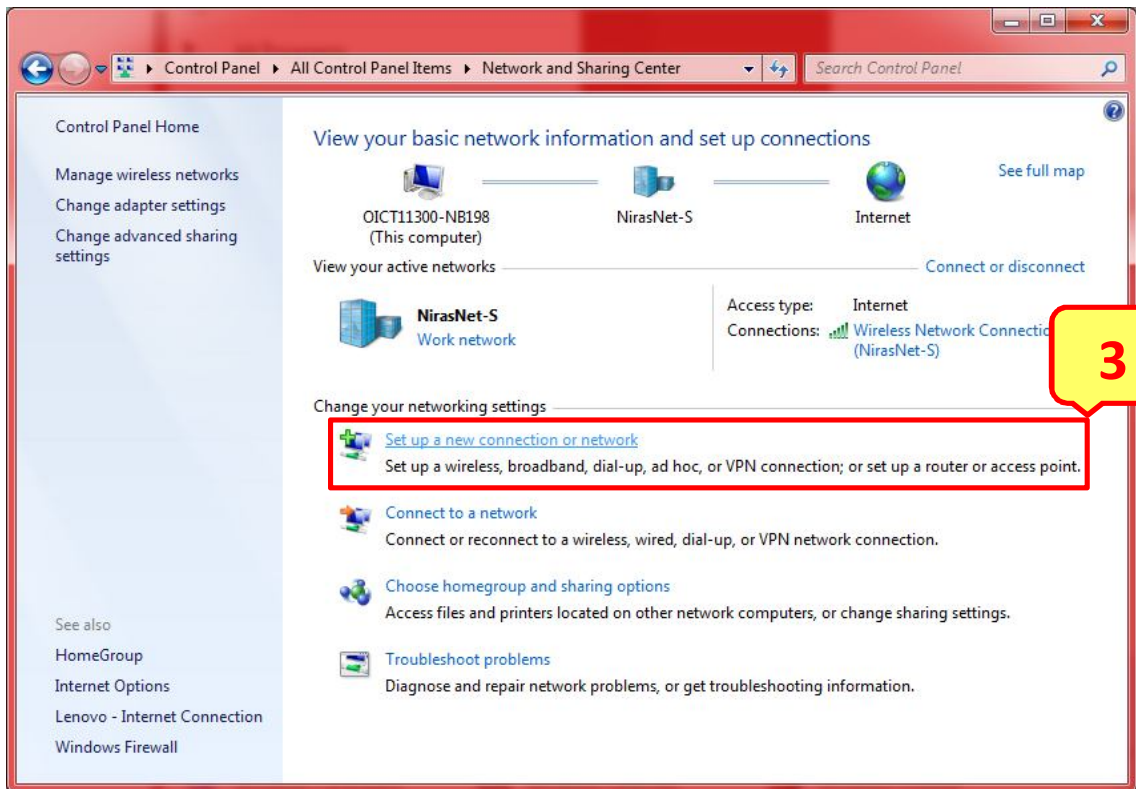 Control Panel ▸ All Control Panel Items ▸ Network and Sharing Center
Search Control Panel
Control Panel Home
Manage wireless networks
Change adapter settings
Change advanced sharing
settings
See also
HomeGroup
Internet Options
Lenovo - Internet Connection
Windows Firewall
View your basic network information and set up connections
See full map
OICT11300-NB198
(This computer)
NirasNet-S
Internet
View your active networks
Connect or disconnect
NirasNet-S
Work network
Access type: Internet
Connections: Wireless Network Connectio
(NirasNet-S)
3
Change your networking settings
Set up a new connection or network
Set up a wireless, broadband, dial-up, ad hoc, or VPN connection; or set up a router or access point.
Connect to a network
Connect or reconnect to a wireless, wired, dial-up, or VPN network connection.
Choose homegroup and sharing options
Access files and printers located on other network computers, or change sharing settings.
Troubleshoot problems
Diagnose and repair network problems, or get troubleshooting information.